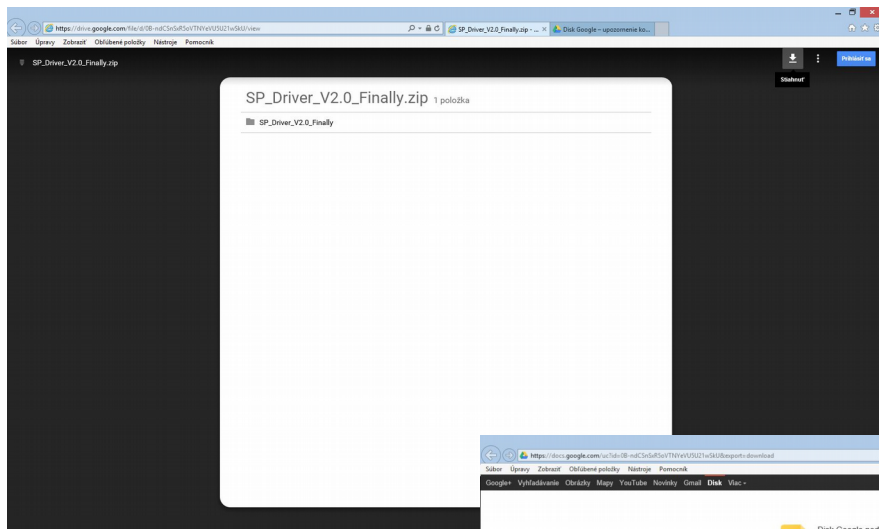 https://drive.google.com/file/d/0B-ndCSnSxR5oVTNYeVU5U21wSkU/view
SP_Driver_V2.0_Finally.zip - ...
Disk Google – upozornenie ko...
Súbor Úpravy Zobraziť Obľúbené položky Nástroje Pomocník
SP_Driver_V2.0_Finally.zip
Prihlásiť sa
Stiahnuť
SP_Driver_V2.0_Finally.zip 1 položka
SP_Driver_V2.0_Finally
https://docs.google.com/uc?id=0B-ndCSnSxR5oVTNYeVU5U21wSkU&export=download
Súbor Úpravy Zobraziť Obľúbené položky Nástroje Pomocník
Google+ Vyhľadávanie Obrázky Mapy YouTube Novinky Gmail Disk Viac